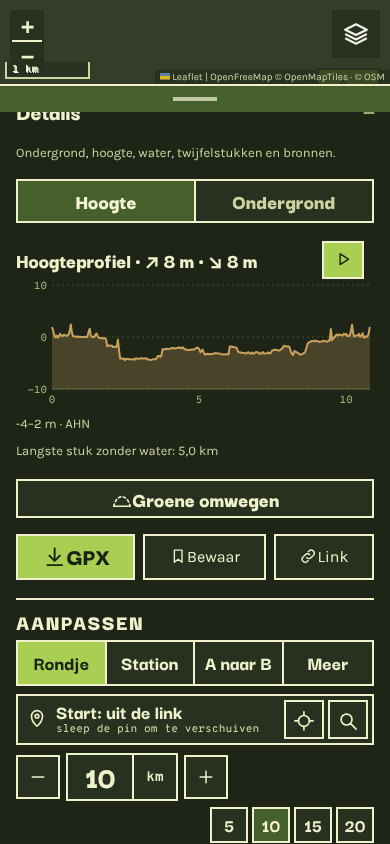 +
−
1 km
Leaflet | OpenFreeMap © OpenMapTiles · © OSM
Details
−
Ondergrond, hoogte, water, twijfelstukken en bronnen.
Hoogte Ondergrond
Hoogteprofiel · ↗ 8 m · ↘ 8 m
10
0
−10
0 5 10
-4–2 m · AHN
Langste stuk zonder water: 5,0 km
Groene omwegen
GPX Bewaar Link
AANPASSEN
Rondje Station A naar B Meer
Start: uit de link
sleep de pin om te verschuiven
− 10 km +
5 10 15 20